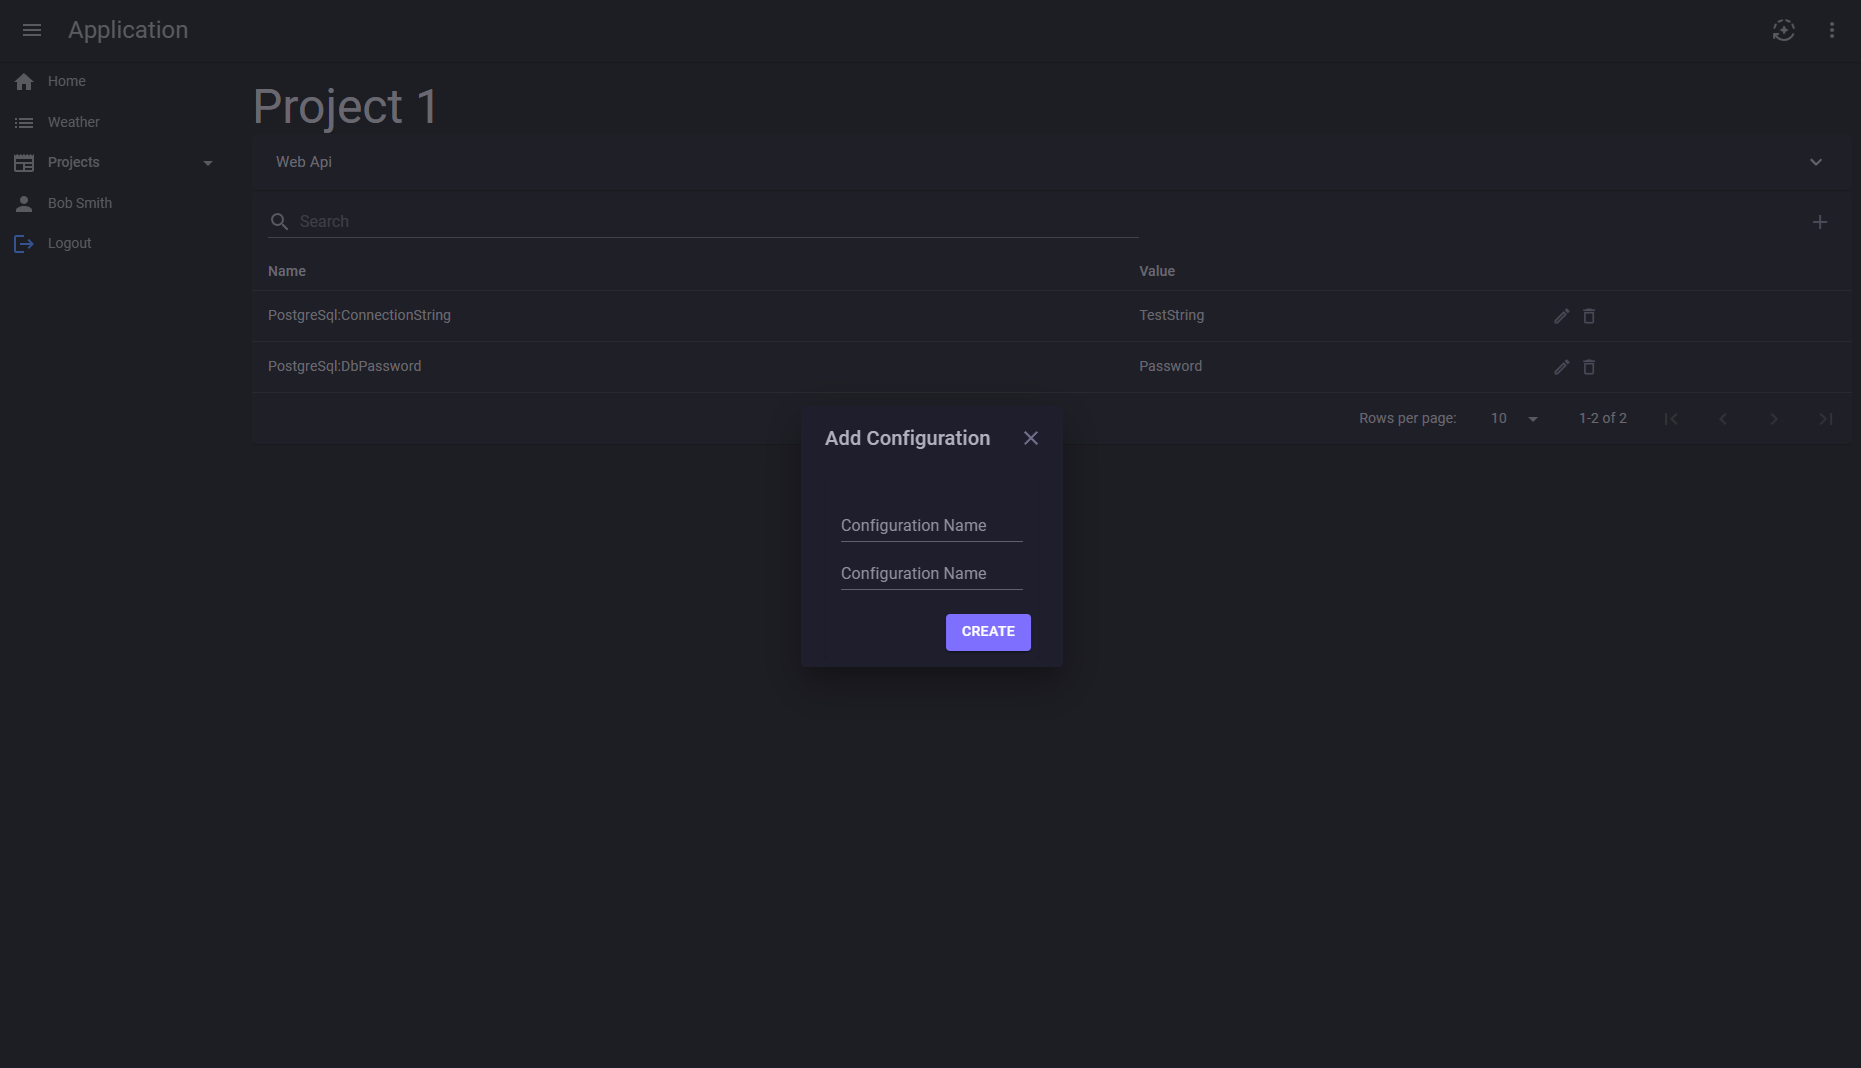 Application
Home
Weather
Projects
Bob Smith
Logout
Project 1
Web Api
Search
Name Value
PostgreSql:ConnectionString TestString
PostgreSql:DbPassword Password
Rows per page: 10 1-2 of 2
Add Configuration
Configuration Name
Configuration Name
CREATE